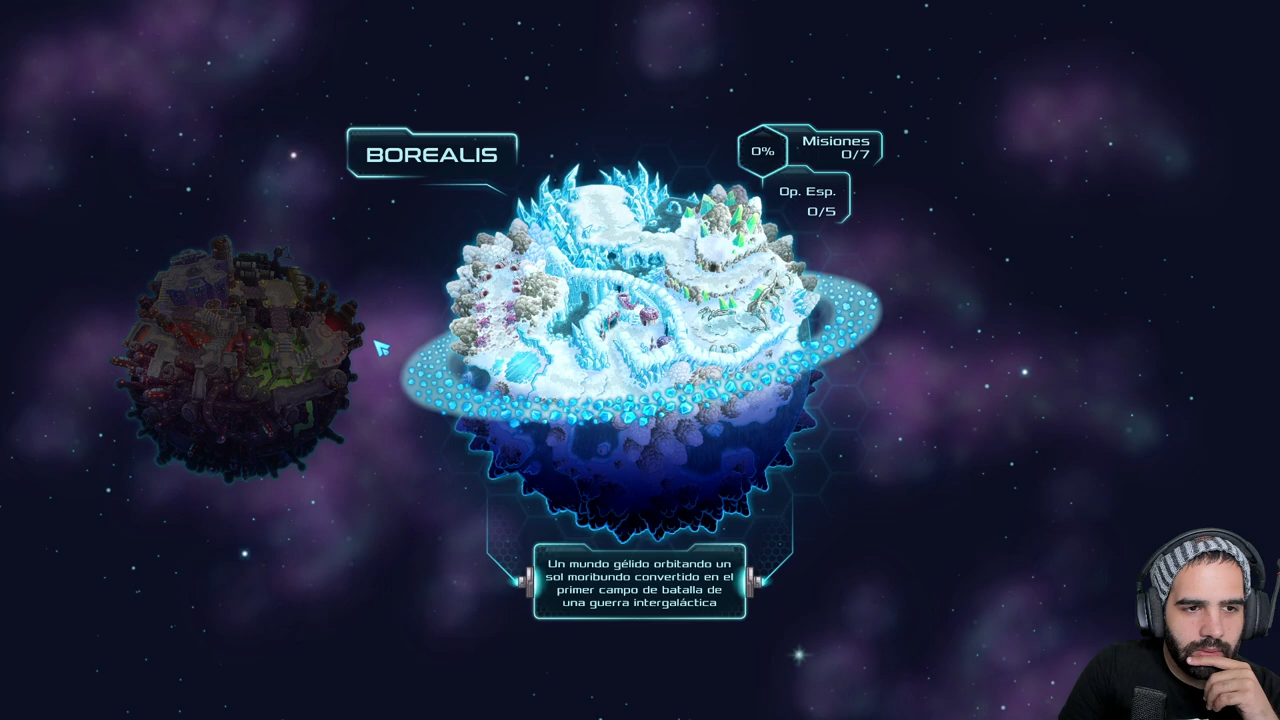 BOREALIS
0%
Misiones
0/7
Op. Esp.
0/5
Un mundo gélido orbitando un
sol moribundo convertido en el
primer campo de batalla de
una guerra intergaláctica